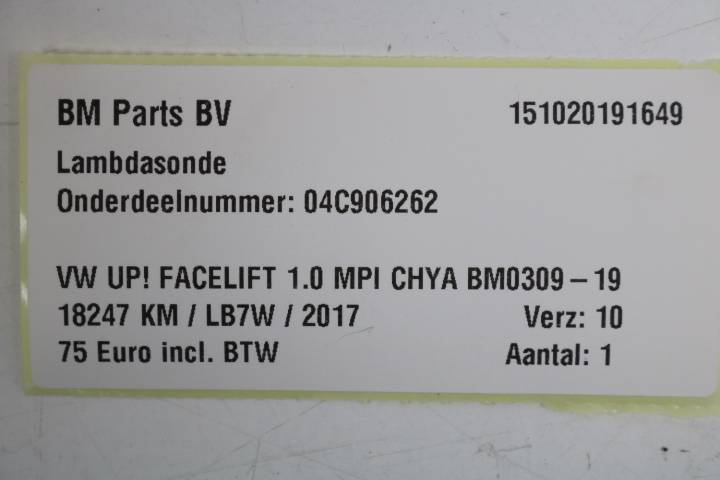 BM Parts BV 151020191649
Lambdasonde
Onderdeelnummer: 04C906262
VW UP! FACELIFT 1.0 MPI CHYA BM0309 – 19
18247 KM / LB7W / 2017 Verz: 10
75 Euro incl. BTW Aantal: 1